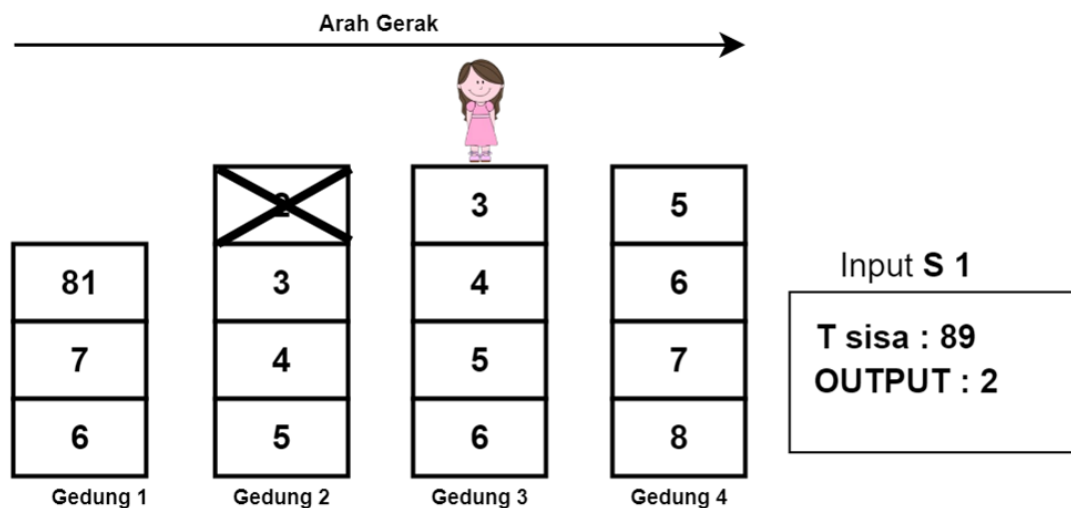 Arah Gerak
2 3 5
81 3 4 6
7 4 5 7
6 5 6 8
Gedung 1 Gedung 2 Gedung 3 Gedung 4
Input S 1
T sisa : 89
OUTPUT : 2